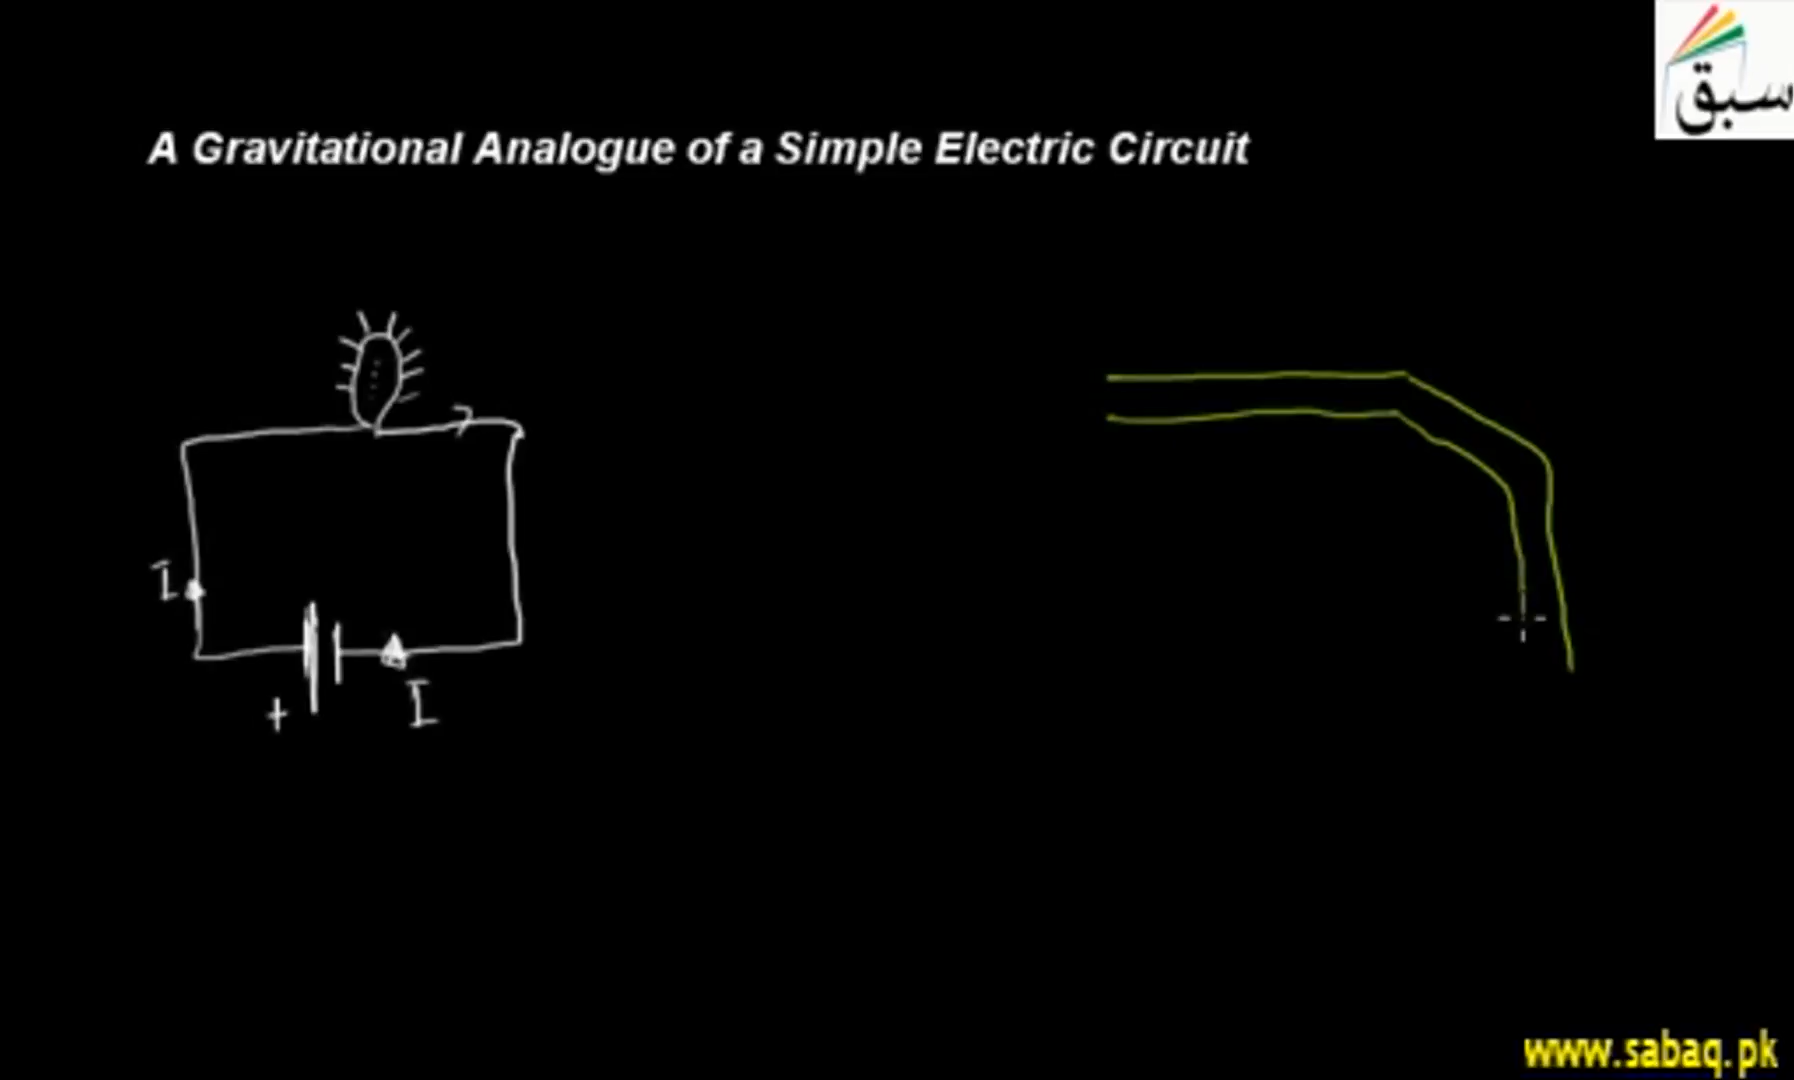 سبق
A Gravitational Analogue of a Simple Electric Circuit
I
+
I
www.sabaq.pk